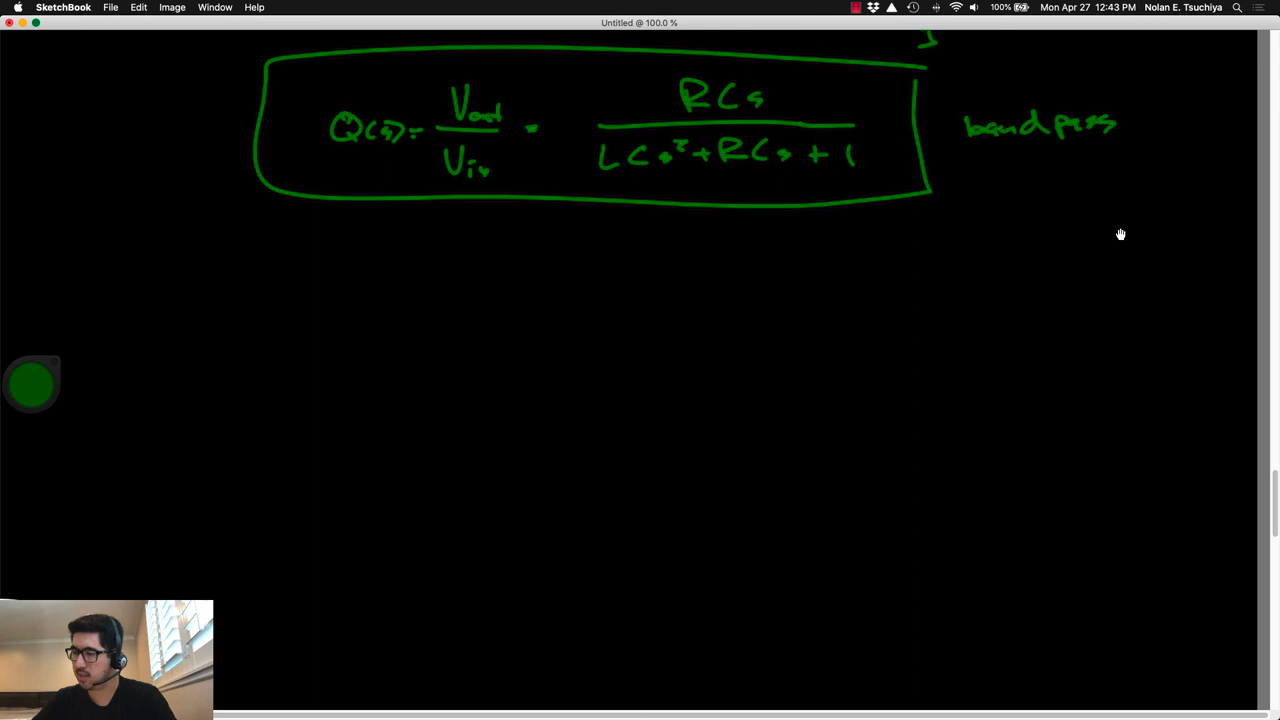 SketchBook File Edit Image Window Help 100% Mon Apr 27 12:43 PM Nolan E. Tsuchiya
Untitled @ 100.0 %
Q(s) = Vout / Vin = RCs / LCs² + RCs + 1 bandpass